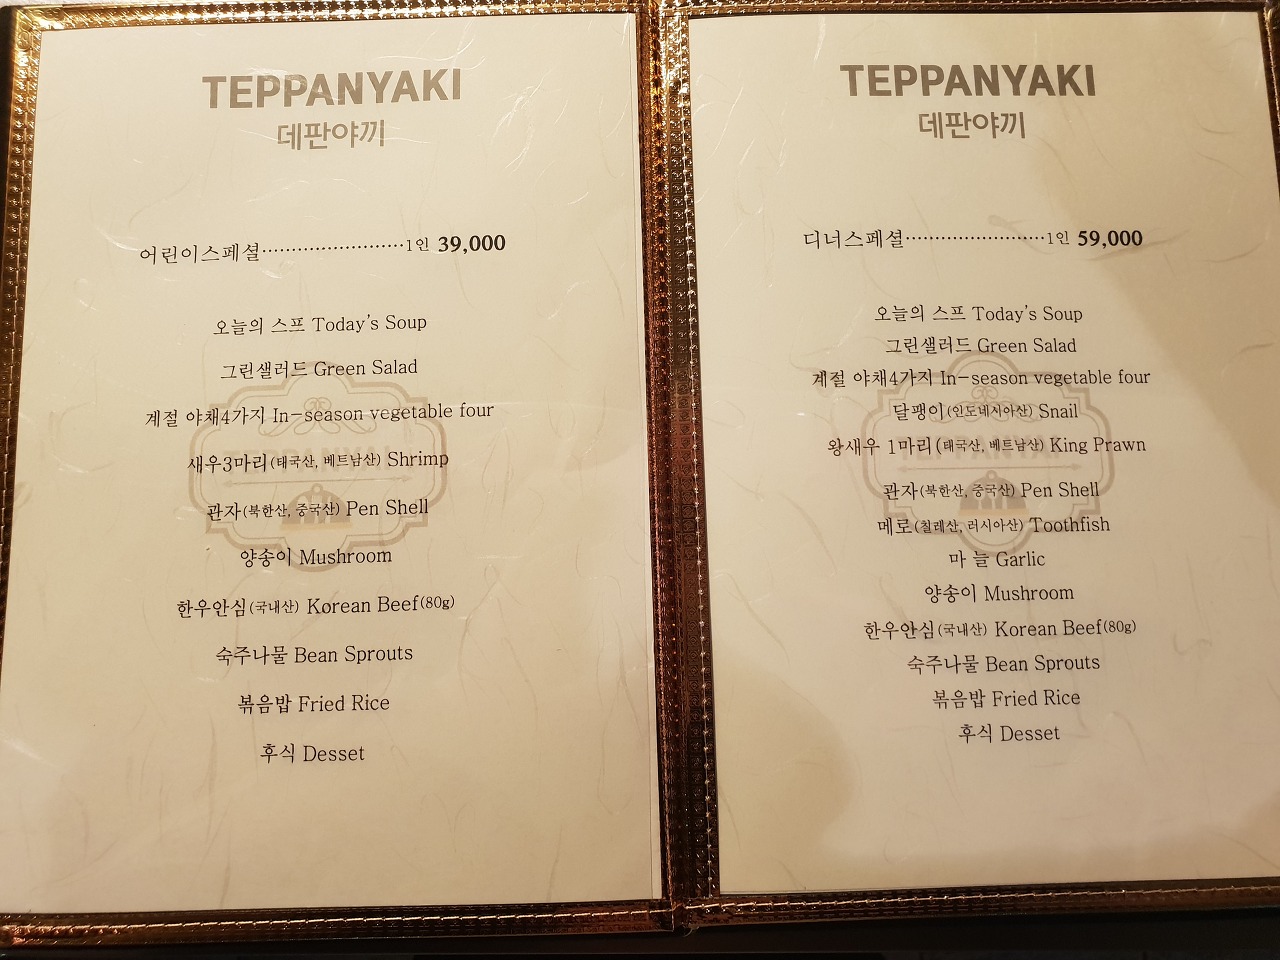 TEPPANYAKI
데판야끼
어린이스페셜························1인 39,000
오늘의 스프 Today's Soup
그린샐러드 Green Salad
계절 야채4가지 In-season vegetable four
새우3마리(태국산, 베트남산) Shrimp
관자(북한산, 중국산) Pen Shell
양송이 Mushroom
한우안심(국내산) Korean Beef(80g)
숙주나물 Bean Sprouts
볶음밥 Fried Rice
후식 Desset
TEPPANYAKI
데판야끼
디너스페셜························1인 59,000
오늘의 스프 Today's Soup
그린샐러드 Green Salad
계절 야채4가지 In-season vegetable four
달팽이(인도네시아산) Snail
왕새우 1마리(태국산, 베트남산) King Prawn
관자(북한산, 중국산) Pen Shell
메로(칠레산, 러시아산) Toothfish
마 늘 Garlic
양송이 Mushroom
한우안심(국내산) Korean Beef(80g)
숙주나물 Bean Sprouts
볶음밥 Fried Rice
후식 Desset